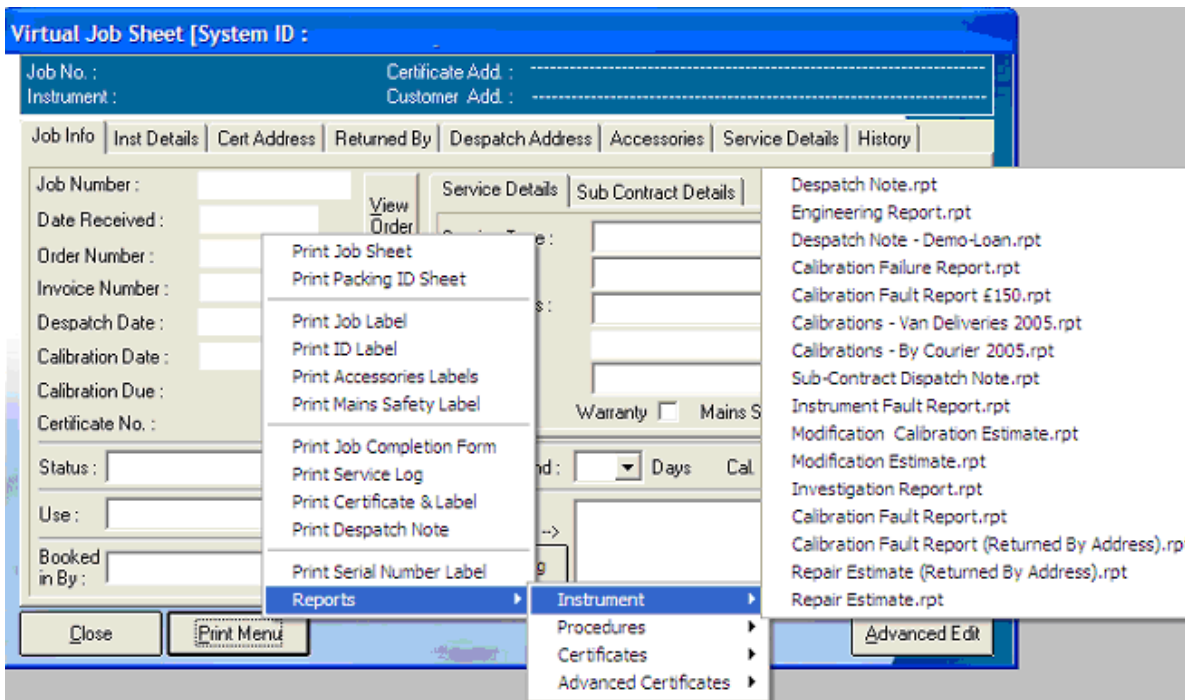 Virtual Job Sheet [System ID :
Job No. :
Certificate Add. :
Instrument :
Customer Add. :
Job Info
Inst Details
Cert Address
Returned By
Despatch Address
Accessories
Service Details
History
Job Number :
Date Received :
Order Number :
Invoice Number :
Despatch Date :
Calibration Date :
Calibration Due :
Certificate No. :
Status :
Use :
Booked
in By :
View
Order
Service Details
Sub Contract Details
Warranty
Mains S
Days
Cal.
-->
Print Job Sheet
Print Packing ID Sheet
Print Job Label
Print ID Label
Print Accessories Labels
Print Mains Safety Label
Print Job Completion Form
Print Service Log
Print Certificate & Label
Print Despatch Note
Print Serial Number Label
Reports
Instrument
Procedures
Certificates
Advanced Certificates
Despatch Note.rpt
Engineering Report.rpt
Despatch Note - Demo-Loan.rpt
Calibration Failure Report.rpt
Calibration Fault Report £150.rpt
Calibrations - Van Deliveries 2005.rpt
Calibrations - By Courier 2005.rpt
Sub-Contract Dispatch Note.rpt
Instrument Fault Report.rpt
Modification  Calibration Estimate.rpt
Modification Estimate.rpt
Investigation Report.rpt
Calibration Fault Report.rpt
Calibration Fault Report (Returned By Address).rp
Repair Estimate (Returned By Address).rpt
Repair Estimate.rpt
Close
Print Menu
Advanced Edit